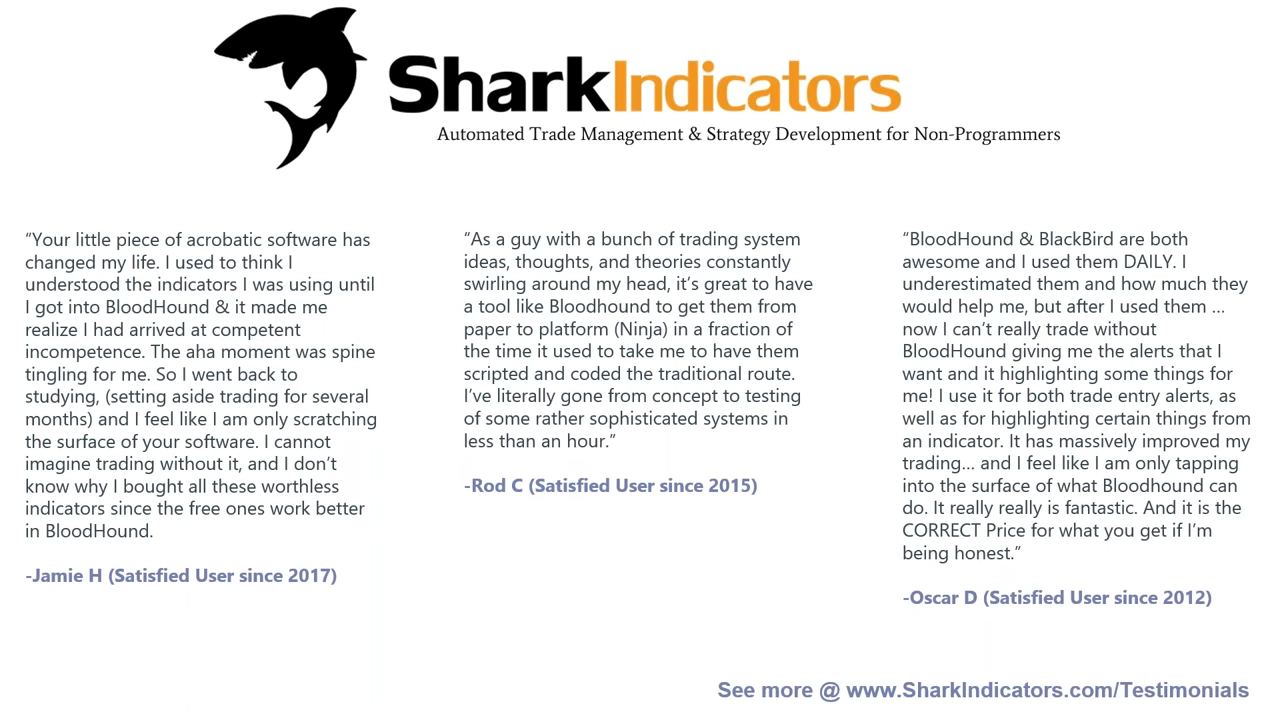 SharkIndicators
Automated Trade Management & Strategy Development for Non-Programmers
“Your little piece of acrobatic software has
changed my life. I used to think I
understood the indicators I was using until
I got into BloodHound & it made me
realize I had arrived at competent
incompetence. The aha moment was spine
tingling for me. So I went back to
studying, (setting aside trading for several
months) and I feel like I am only scratching
the surface of your software. I cannot
imagine trading without it, and I don’t
know why I bought all these worthless
indicators since the free ones work better
in BloodHound.
-Jamie H (Satisfied User since 2017)
“As a guy with a bunch of trading system
ideas, thoughts, and theories constantly
swirling around my head, it’s great to have
a tool like Bloodhound to get them from
paper to platform (Ninja) in a fraction of
the time it used to take me to have them
scripted and coded the traditional route.
I’ve literally gone from concept to testing
of some rather sophisticated systems in
less than an hour.”
-Rod C (Satisfied User since 2015)
“BloodHound & BlackBird are both
awesome and I used them DAILY. I
underestimated them and how much they
would help me, but after I used them ...
now I can’t really trade without
BloodHound giving me the alerts that I
want and it highlighting some things for
me! I use it for both trade entry alerts, as
well as for highlighting certain things from
an indicator. It has massively improved my
trading... and I feel like I am only tapping
into the surface of what Bloodhound can
do. It really really is fantastic. And it is the
CORRECT Price for what you get if I’m
being honest.”
-Oscar D (Satisfied User since 2012)
See more @ www.SharkIndicators.com/Testimonials